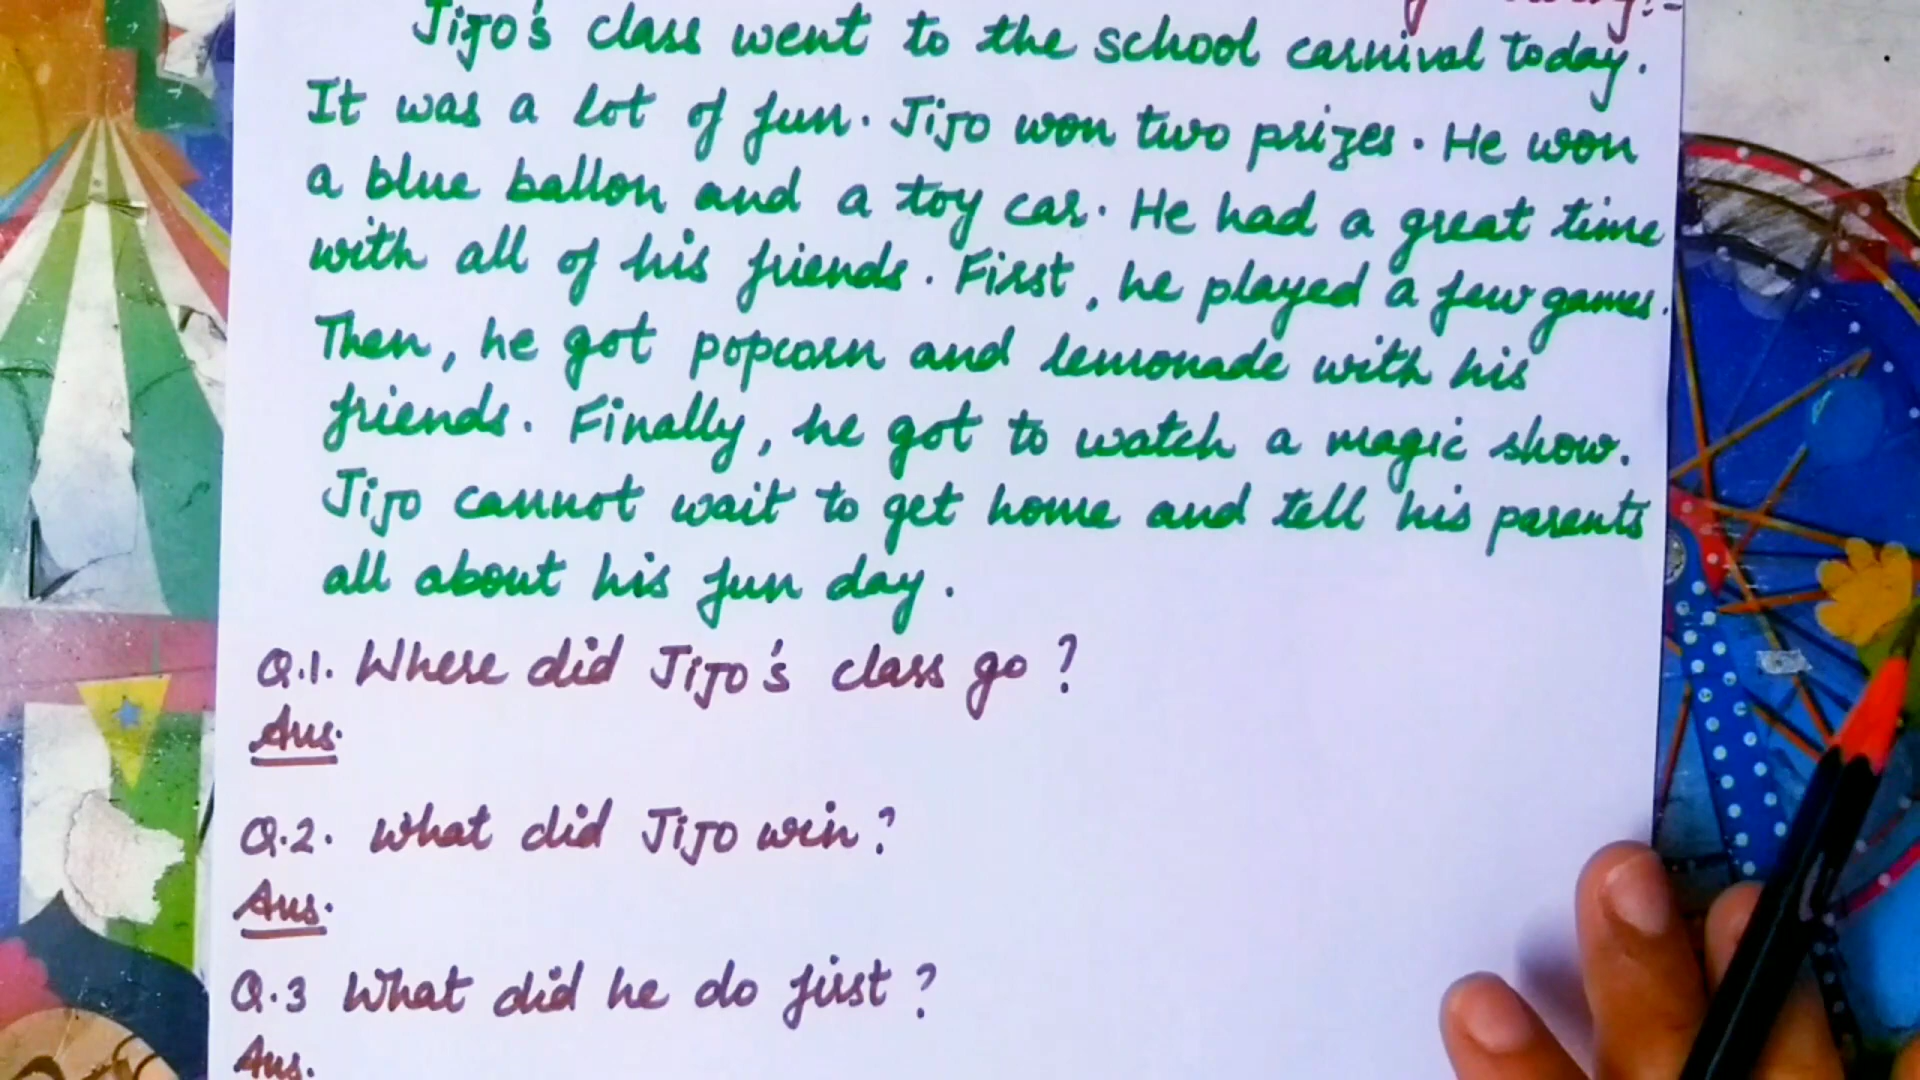 Jijo's class went to the school carnival today.
It was a lot of fun. Jijo won two prizes. He won
a blue ballon and a toy car. He had a great time
with all of his friends. First, he played a few games.
Then, he got popcorn and lemonade with his
friends. Finally, he got to watch a magic show.
Jijo cannot wait to get home and tell his parents
all about his fun day.
Q.1. Where did Jijo's class go?
Ans.
Q.2. What did Jijo win?
Ans.
Q.3 What did he do first?
Ans.